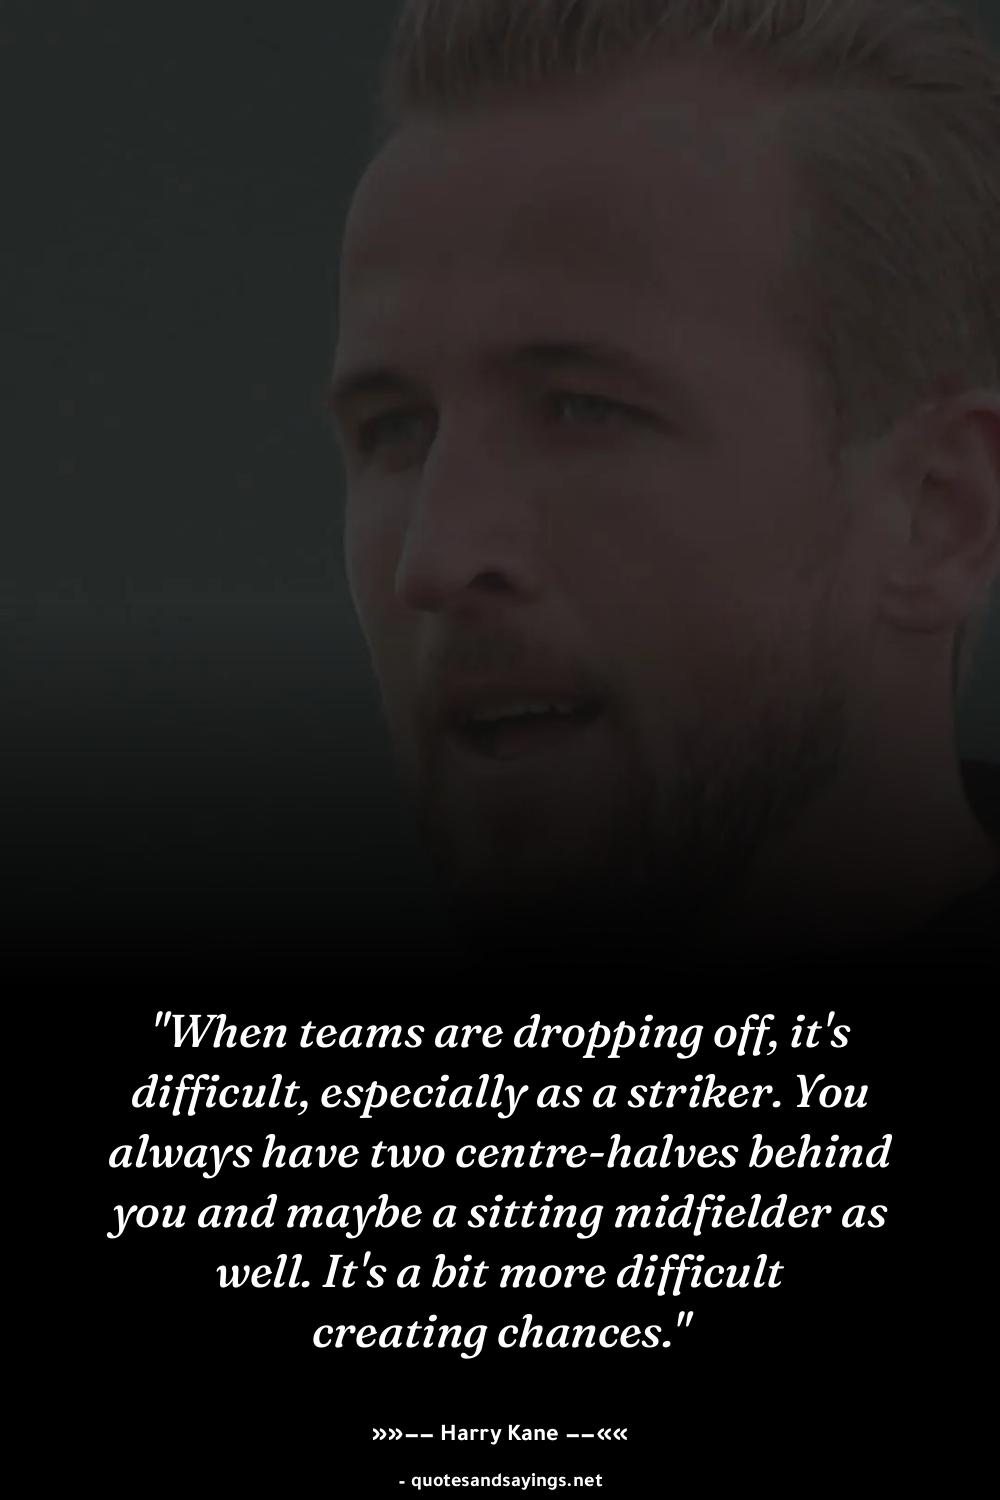 "When teams are dropping off, it's
difficult, especially as a striker. You
always have two centre-halves behind
you and maybe a sitting midfielder as
well. It's a bit more difficult
creating chances."
»»–– Harry Kane ––««
- quotesandsayings.net